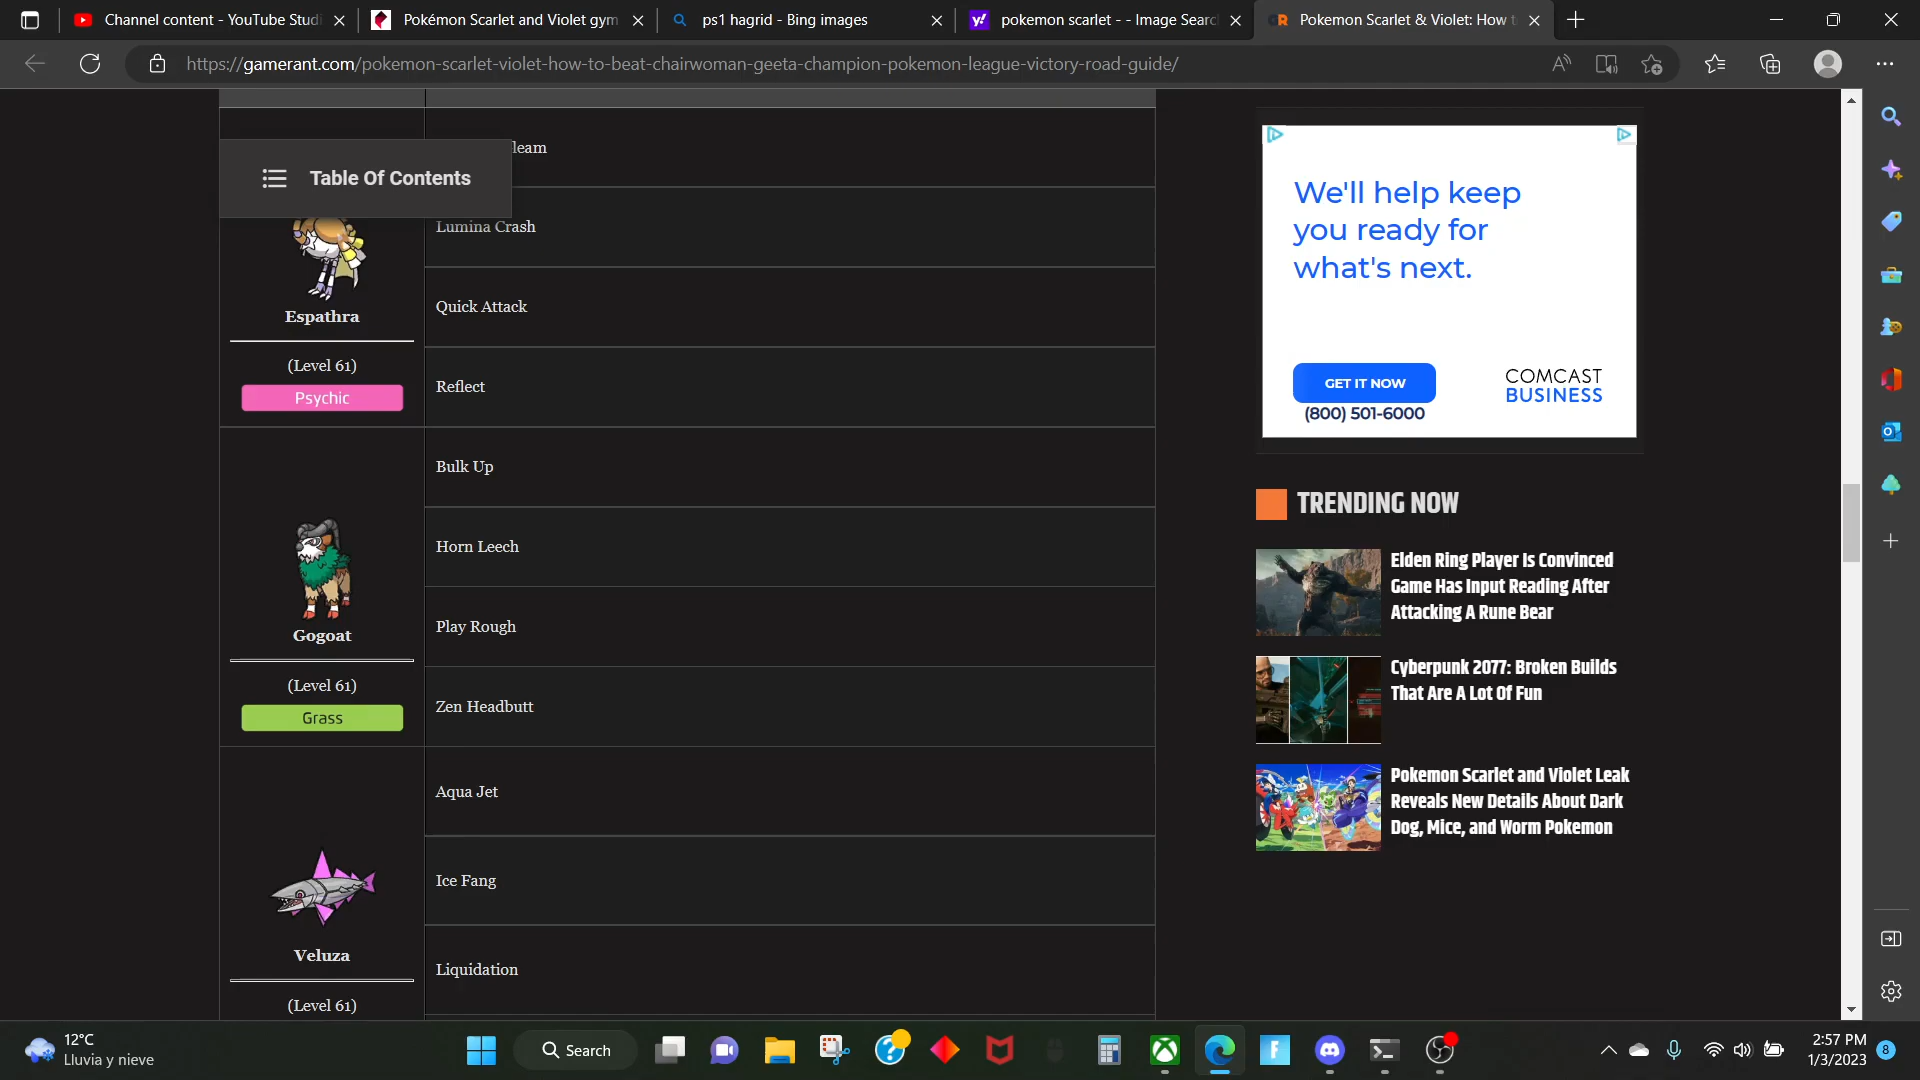 Channel content - YouTube Studi
Pokémon Scarlet and Violet gym
ps1 hagrid - Bing images
pokemon scarlet - - Image Searc
Pokemon Scarlet & Violet: How t
https://gamerant.com/pokemon-scarlet-violet-how-to-beat-chairwoman-geeta-champion-pokemon-league-victory-road-guide/
Table Of Contents
leam
Lumina Crash
Quick Attack
Reflect
Espathra
(Level 61)
Psychic
Bulk Up
Horn Leech
Play Rough
Zen Headbutt
Gogoat
(Level 61)
Grass
Aqua Jet
Ice Fang
Liquidation
Veluza
(Level 61)
We'll help keep
you ready for
what's next.
GET IT NOW
(800) 501-6000
COMCAST
BUSINESS
TRENDING NOW
Elden Ring Player Is Convinced
Game Has Input Reading After
Attacking A Rune Bear
Cyberpunk 2077: Broken Builds
That Are A Lot Of Fun
Pokemon Scarlet and Violet Leak
Reveals New Details About Dark
Dog, Mice, and Worm Pokemon
12°C
Lluvia y nieve
Search
2:57 PM
1/3/2023
8